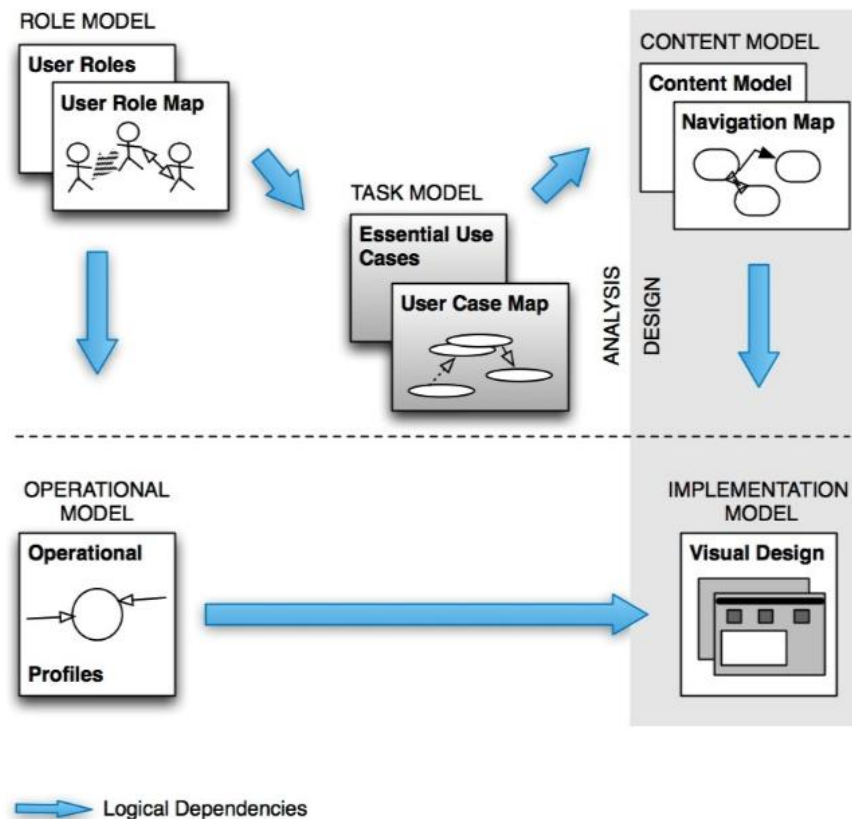 ROLE MODEL
User Roles
User Role Map
CONTENT MODEL
Content Model
Navigation Map
TASK MODEL
Essential Use
Cases
User Case Map
ANALYSIS
DESIGN
OPERATIONAL
MODEL
Operational
Profiles
IMPLEMENTATION
MODEL
Visual Design
Logical Dependencies